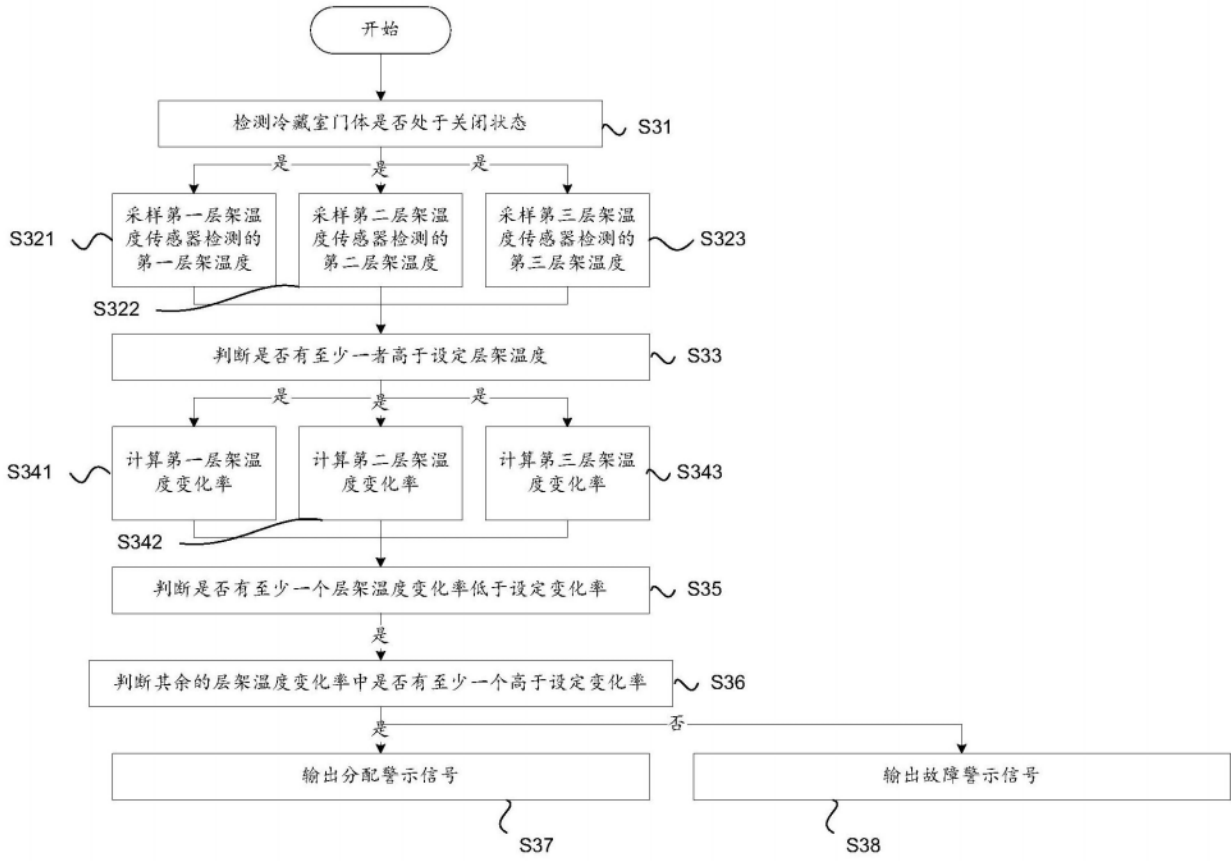 开始
检测冷藏室门体是否处于关闭状态
S31
是
是
是
采样第一层架温
度传感器检测的
第一层架温度
采样第二层架温
度传感器检测的
第二层架温度
采样第三层架温
度传感器检测的
第三层架温度
S321
S323
S322
判断是否有至少一者高于设定层架温度
S33
是
是
是
计算第一层架温
度变化率
计算第二层架温
度变化率
计算第三层架温
度变化率
S341
S343
S342
判断是否有至少一个层架温度变化率低于设定变化率
S35
是
判断其余的层架温度变化率中是否有至少一个高于设定变化率
S36
是
否
输出分配警示信号
输出故障警示信号
S37
S38